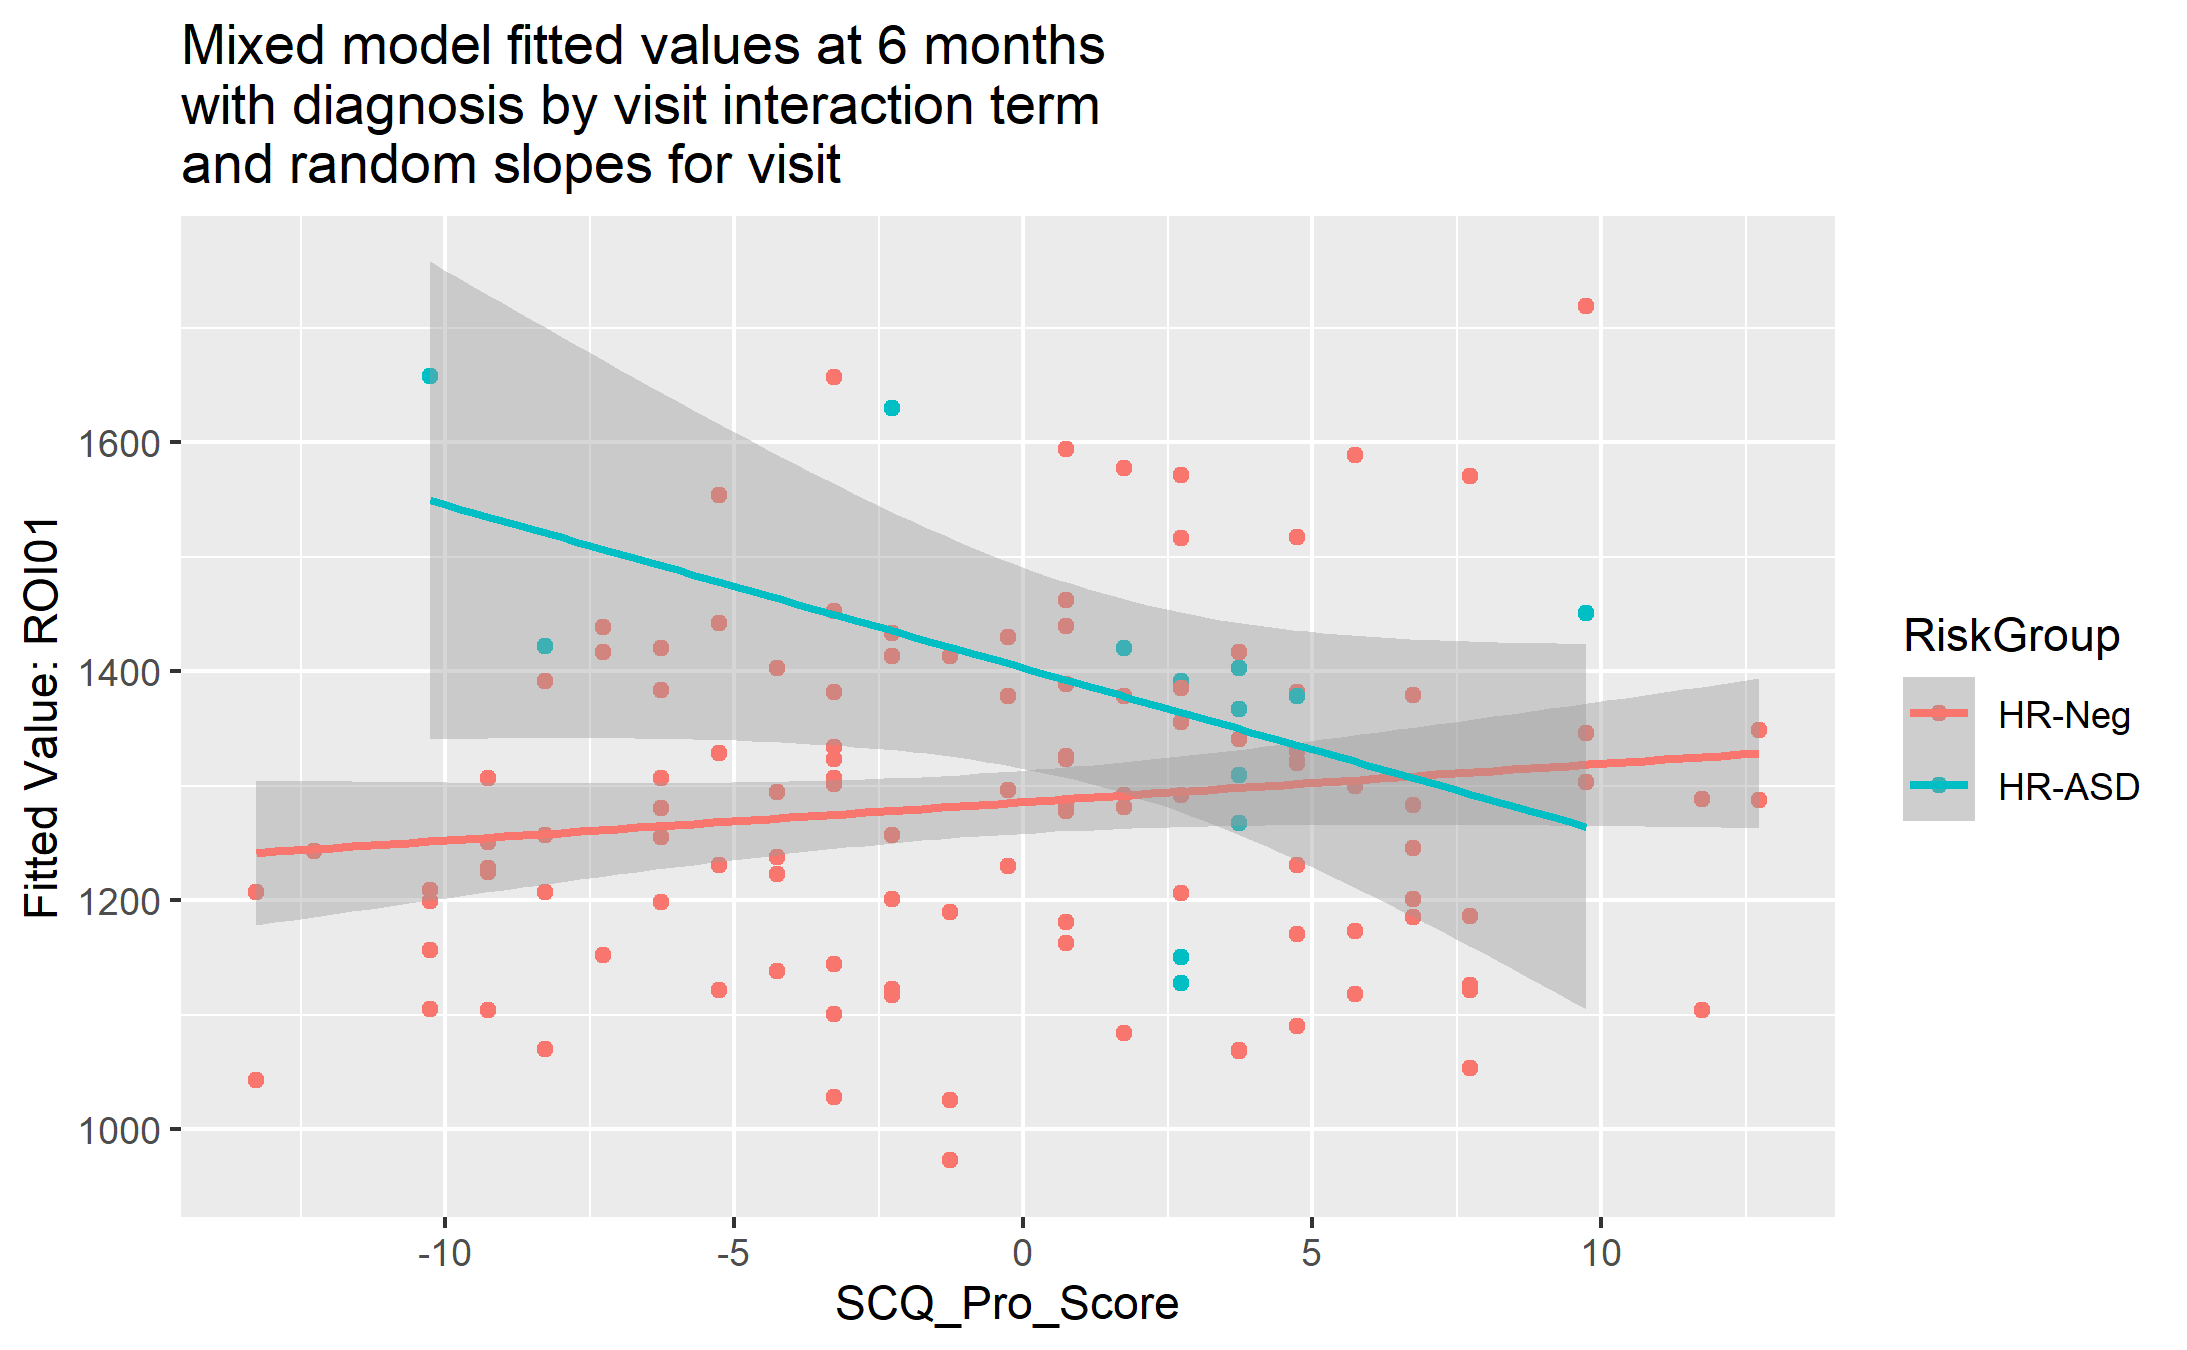 Mixed model fitted values at 6 months
with diagnosis by visit interaction term
and random slopes for visit
Fitted Value: ROI01
1600
1400
1200
1000
-10
-5
0
5
10
SCQ_Pro_Score
RiskGroup
HR-Neg
HR-ASD